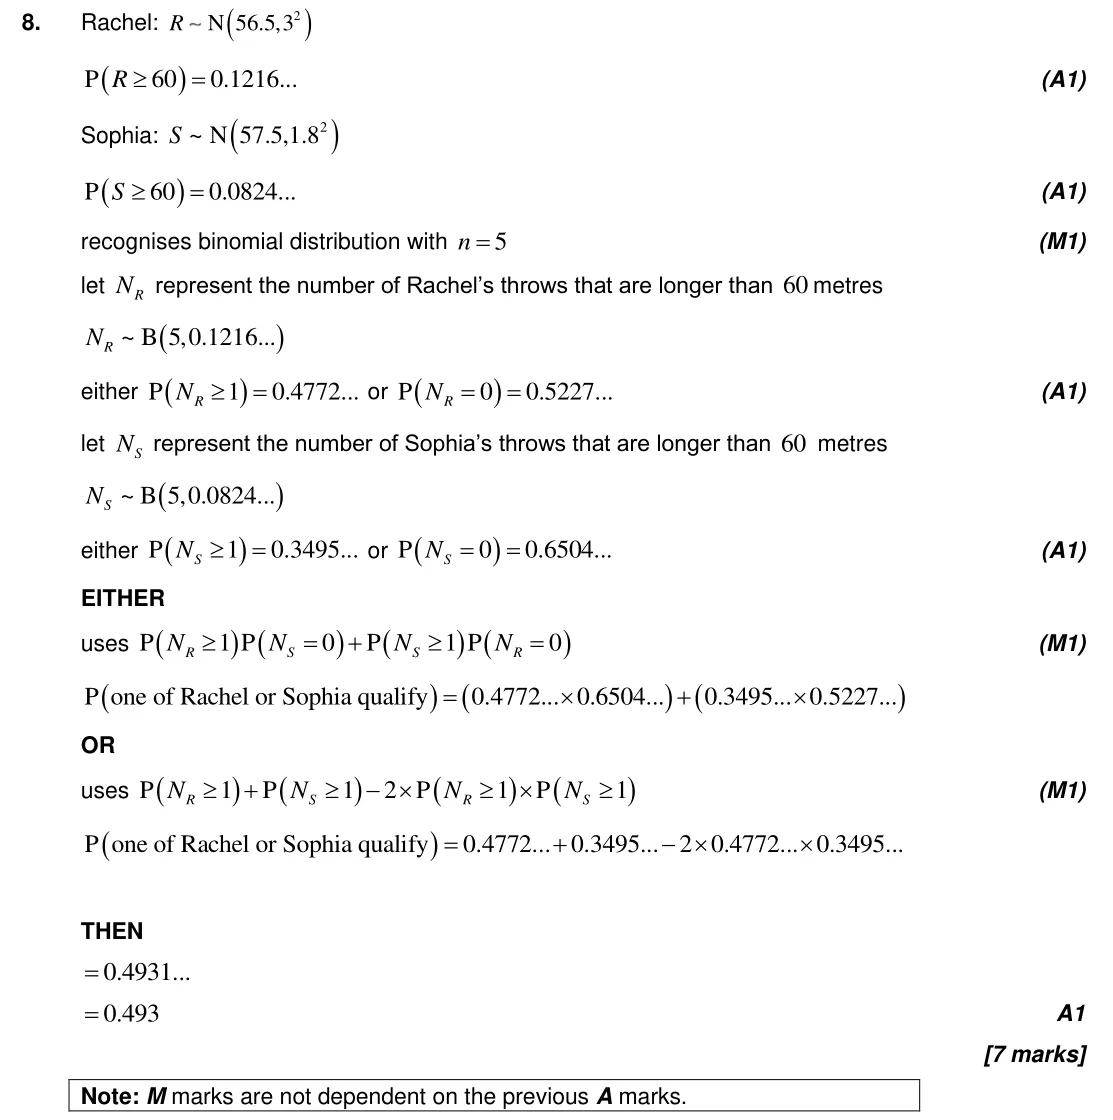 8. Rachel: R ~ N(56.5,3²)
P(R ≥ 60) = 0.1216... (A1)
Sophia: S ~ N(57.5,1.8²)
P(S ≥ 60) = 0.0824... (A1)
recognises binomial distribution with n = 5 (M1)
let N_R represent the number of Rachel's throws that are longer than 60 metres
N_R ~ B(5,0.1216...)
either P(N_R ≥ 1) = 0.4772... or P(N_R = 0) = 0.5227... (A1)
let N_S represent the number of Sophia's throws that are longer than 60 metres
N_S ~ B(5,0.0824...)
either P(N_S ≥ 1) = 0.3495... or P(N_S = 0) = 0.6504... (A1)
EITHER
uses P(N_R ≥ 1)P(N_S = 0) + P(N_S ≥ 1)P(N_R = 0) (M1)
P(one of Rachel or Sophia qualify) = (0.4772... × 0.6504...) + (0.3495... × 0.5227...)
OR
uses P(N_R ≥ 1) + P(N_S ≥ 1) − 2 × P(N_R ≥ 1) × P(N_S ≥ 1) (M1)
P(one of Rachel or Sophia qualify) = 0.4772... + 0.3495... − 2 × 0.4772... × 0.3495...
THEN
= 0.4931...
= 0.493 A1
[7 marks]
Note: M marks are not dependent on the previous A marks.